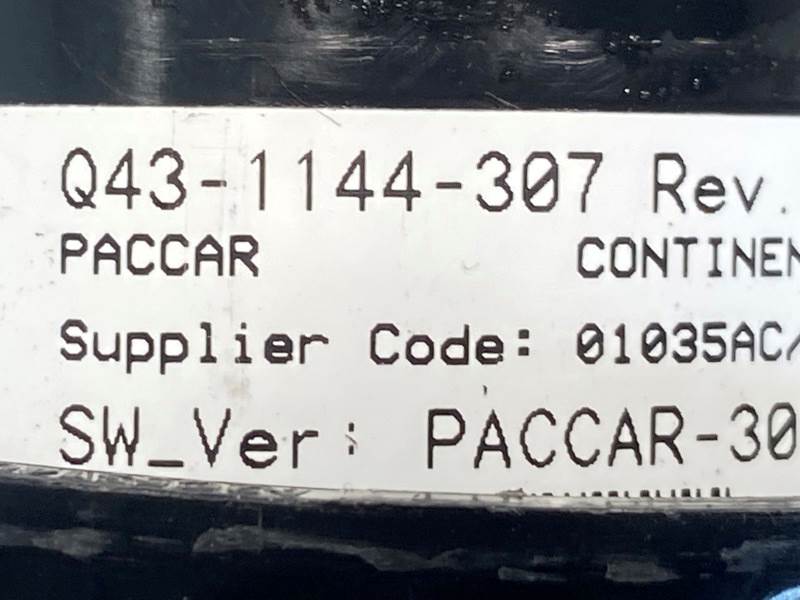 Q43-1144-307 Rev.
PACCAR CONTINEN
Supplier Code: 01035AC/
SW_Ver: PACCAR-30